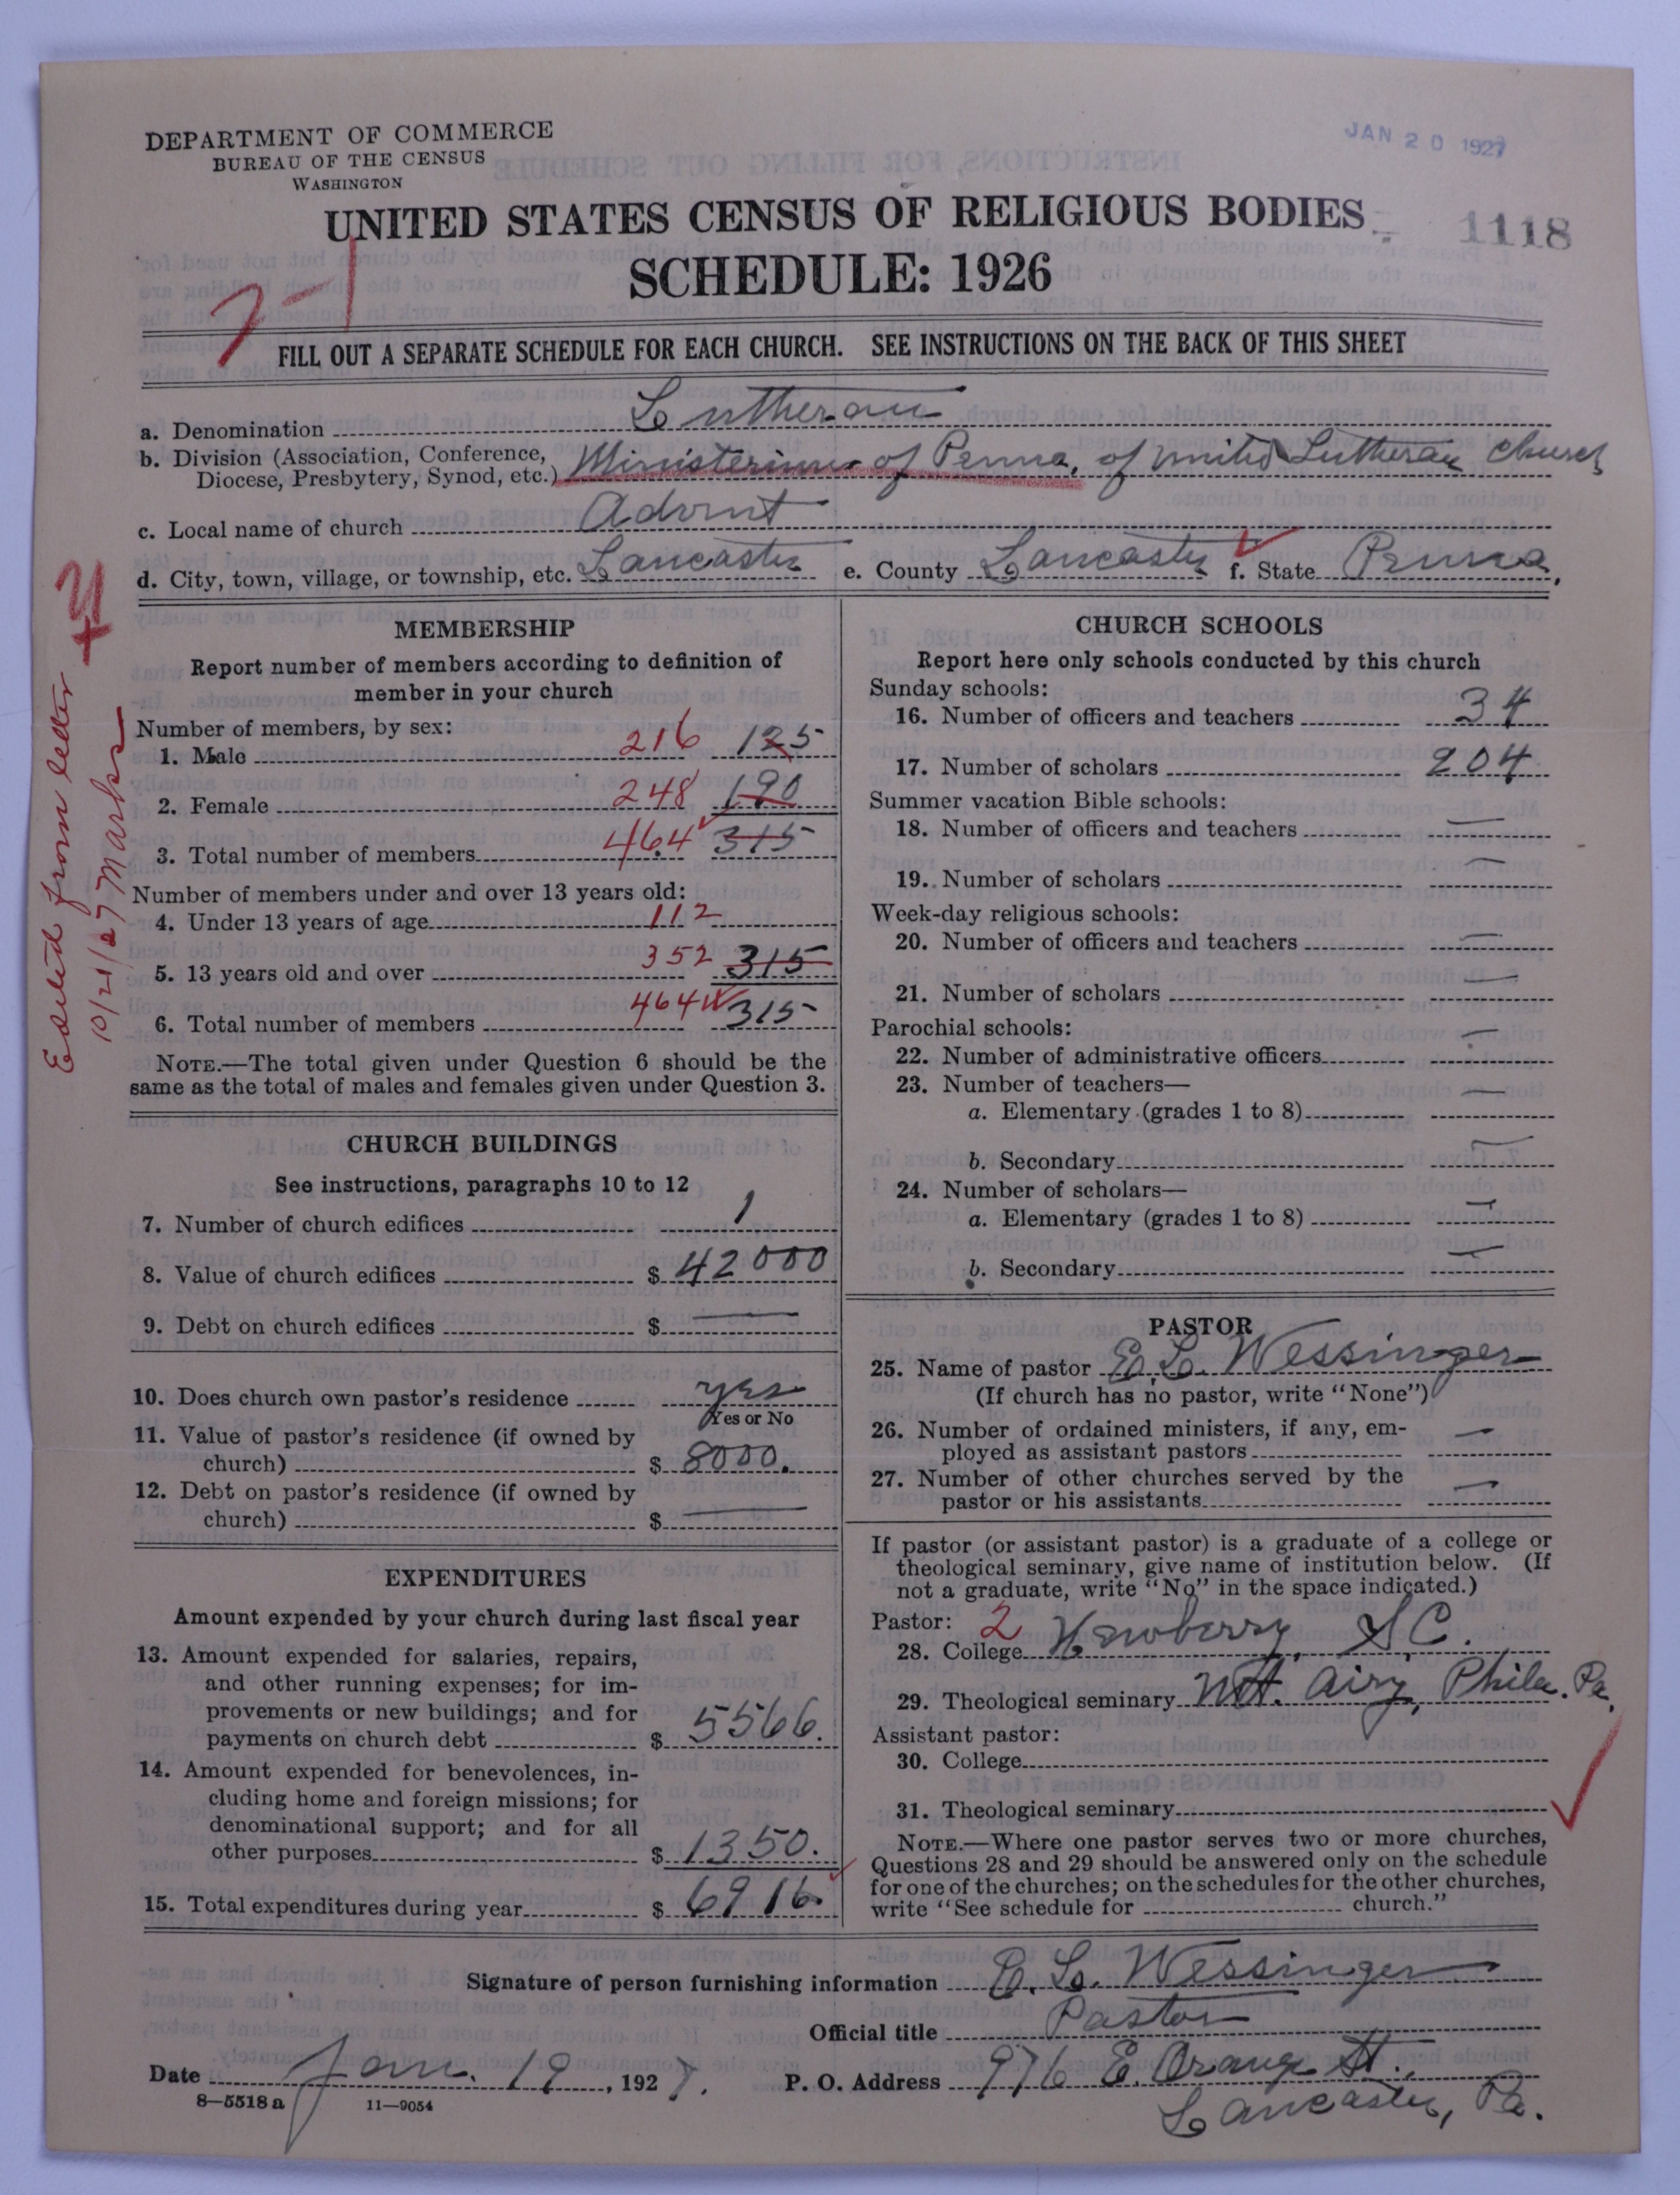 DEPARTMENT OF COMMERCE
BUREAU OF THE CENSUS
WASHINGTON
JAN 20 1927
UNITED STATES CENSUS OF RELIGIOUS BODIES
1118
SCHEDULE: 1926
7-1
FILL OUT A SEPARATE SCHEDULE FOR EACH CHURCH. SEE INSTRUCTIONS ON THE BACK OF THIS SHEET
a. Denomination Lutheran
b. Division (Association, Conference, Diocese, Presbytery, Synod, etc.) Ministerium of Penna. of United Lutheran Church
c. Local name of church Advent
d. City, town, village, or township, etc. Lancaster e. County Lancaster f. State Penna.
Edited from letter
10/21/27 Marks
MEMBERSHIP
Report number of members according to definition of
member in your church
Number of members, by sex:
1. Male 216 125
2. Female 248 190
3. Total number of members 464 315
Number of members under and over 13 years old:
4. Under 13 years of age 112
5. 13 years old and over 352 315
6. Total number of members 464 315
NOTE.—The total given under Question 6 should be the
same as the total of males and females given under Question 3.
CHURCH BUILDINGS
See instructions, paragraphs 10 to 12
7. Number of church edifices 1
8. Value of church edifices $ 42000
9. Debt on church edifices $ —
10. Does church own pastor's residence yes
Yes or No
11. Value of pastor's residence (if owned by
church) $ 8000.
12. Debt on pastor's residence (if owned by
church) $ —
EXPENDITURES
Amount expended by your church during last fiscal year
13. Amount expended for salaries, repairs,
and other running expenses; for im-
provements or new buildings; and for
payments on church debt $ 5566.
14. Amount expended for benevolences, in-
cluding home and foreign missions; for
denominational support; and for all
other purposes $ 1350.
15. Total expenditures during year $ 6916.
CHURCH SCHOOLS
Report here only schools conducted by this church
Sunday schools:
16. Number of officers and teachers 34
17. Number of scholars 204
Summer vacation Bible schools:
18. Number of officers and teachers —
19. Number of scholars —
Week-day religious schools:
20. Number of officers and teachers —
21. Number of scholars —
Parochial schools:
22. Number of administrative officers —
23. Number of teachers—
a. Elementary (grades 1 to 8) —
b. Secondary —
24. Number of scholars—
a. Elementary (grades 1 to 8) —
b. Secondary —
PASTOR
25. Name of pastor E. L. Wessinger
(If church has no pastor, write "None")
26. Number of ordained ministers, if any, em-
ployed as assistant pastors —
27. Number of other churches served by the
pastor or his assistants —
If pastor (or assistant pastor) is a graduate of a college or
theological seminary, give name of institution below. (If
not a graduate, write "No" in the space indicated.)
Pastor: 2
28. College Newberry, S.C.
29. Theological seminary Mt. Airy, Phila. Pa.
Assistant pastor:
30. College
31. Theological seminary
NOTE.—Where one pastor serves two or more churches,
Questions 28 and 29 should be answered only on the schedule
for one of the churches; on the schedules for the other churches,
write "See schedule for church."
Signature of person furnishing information E. L. Wessinger
Official title Pastor
Date Jan. 19, 1927. P. O. Address 976 E. Orange St.
8—5518 a 11—9054
Lancaster, Pa.